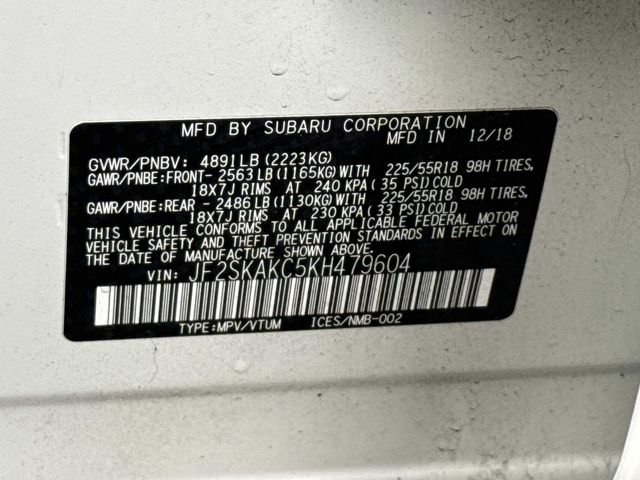 MFD BY SUBARU CORPORATION
MFD IN 12/18
GVWR/PNBV: 4891LB(2223KG)
GAWR/PNBE:FRONT-2563LB(1165KG)WITH 225/55R18 98H TIRES,
18X7J RIMS AT 240 KPA(35 PSI)COLD
GAWR/PNBE:REAR -2486LB(1130KG)WITH 225/55R18 98H TIRES,
18X7J RIMS AT 230 KPA(33 PSI)COLD
THIS VEHICLE CONFORMS TO ALL APPLICABLE FEDERAL MOTOR
VEHICLE SAFETY AND THEFT PREVENTION STANDARDS IN EFFECT ON
THE DATE OF MANUFACTURE SHOWN ABOVE.
VIN: JF2SKAKC5KH479604
TYPE:MPV/VTUM ICES/NMB-002